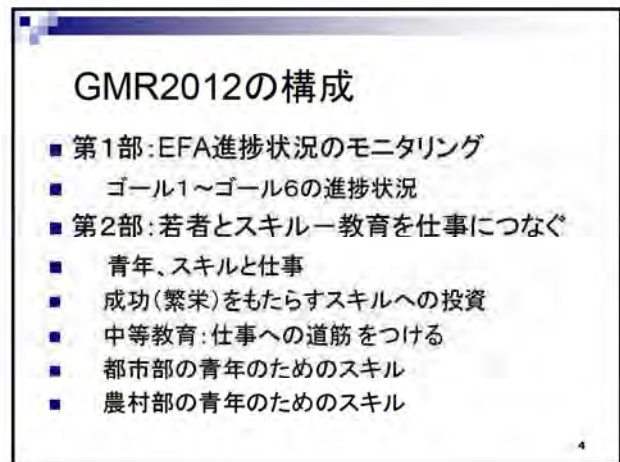 GMR2012の構成
■ 第1部:EFA進捗状況のモニタリング
■ ゴール1～ゴール6の進捗状況
■ 第2部:若者とスキルー教育を仕事につなぐ
■ 青年、スキルと仕事
■ 成功(繁栄)をもたらすスキルへの投資
■ 中等教育:仕事への道筋をつける
■ 都市部の青年のためのスキル
■ 農村部の青年のためのスキル
4